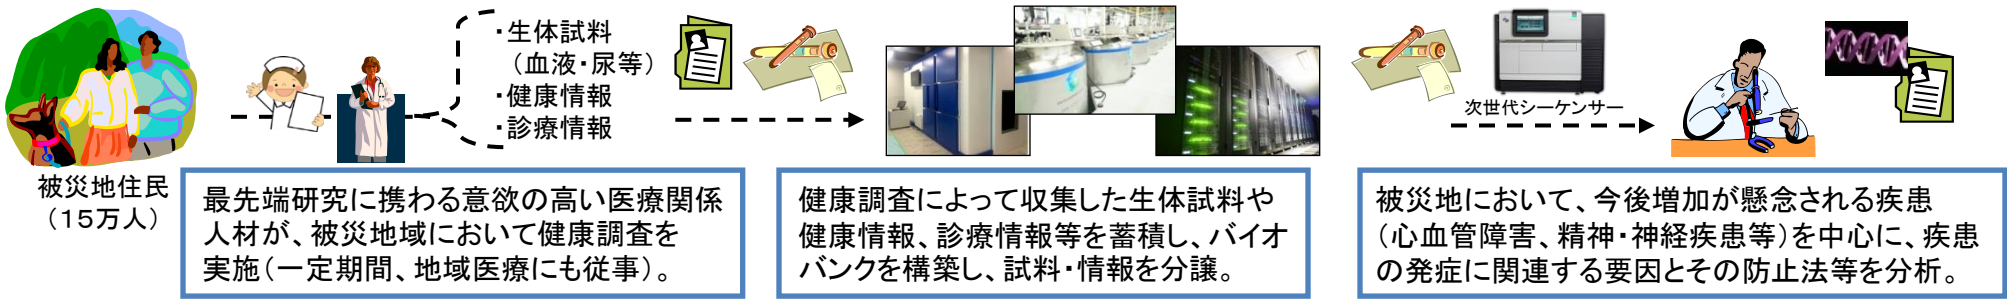 ・生体試料
（血液・尿等）
・健康情報
・診療情報
次世代シーケンサー
被災地住民
（15万人）
最先端研究に携わる意欲の高い医療関係
人材が、被災地域において健康調査を
実施（一定期間、地域医療にも従事）。
健康調査によって収集した生体試料や
健康情報、診療情報等を蓄積し、バイオ
バンクを構築し、試料・情報を分譲。
被災地において、今後増加が懸念される疾患
（心血管障害、精神・神経疾患等）を中心に、疾患
の発症に関連する要因とその防止法等を分析。